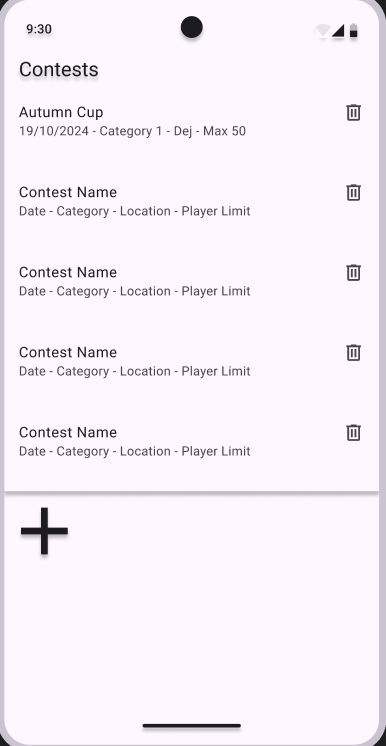 9:30
Contests
Autumn Cup
19/10/2024 - Category 1 - Dej - Max 50
Contest Name
Date - Category - Location - Player Limit
Contest Name
Date - Category - Location - Player Limit
Contest Name
Date - Category - Location - Player Limit
Contest Name
Date - Category - Location - Player Limit